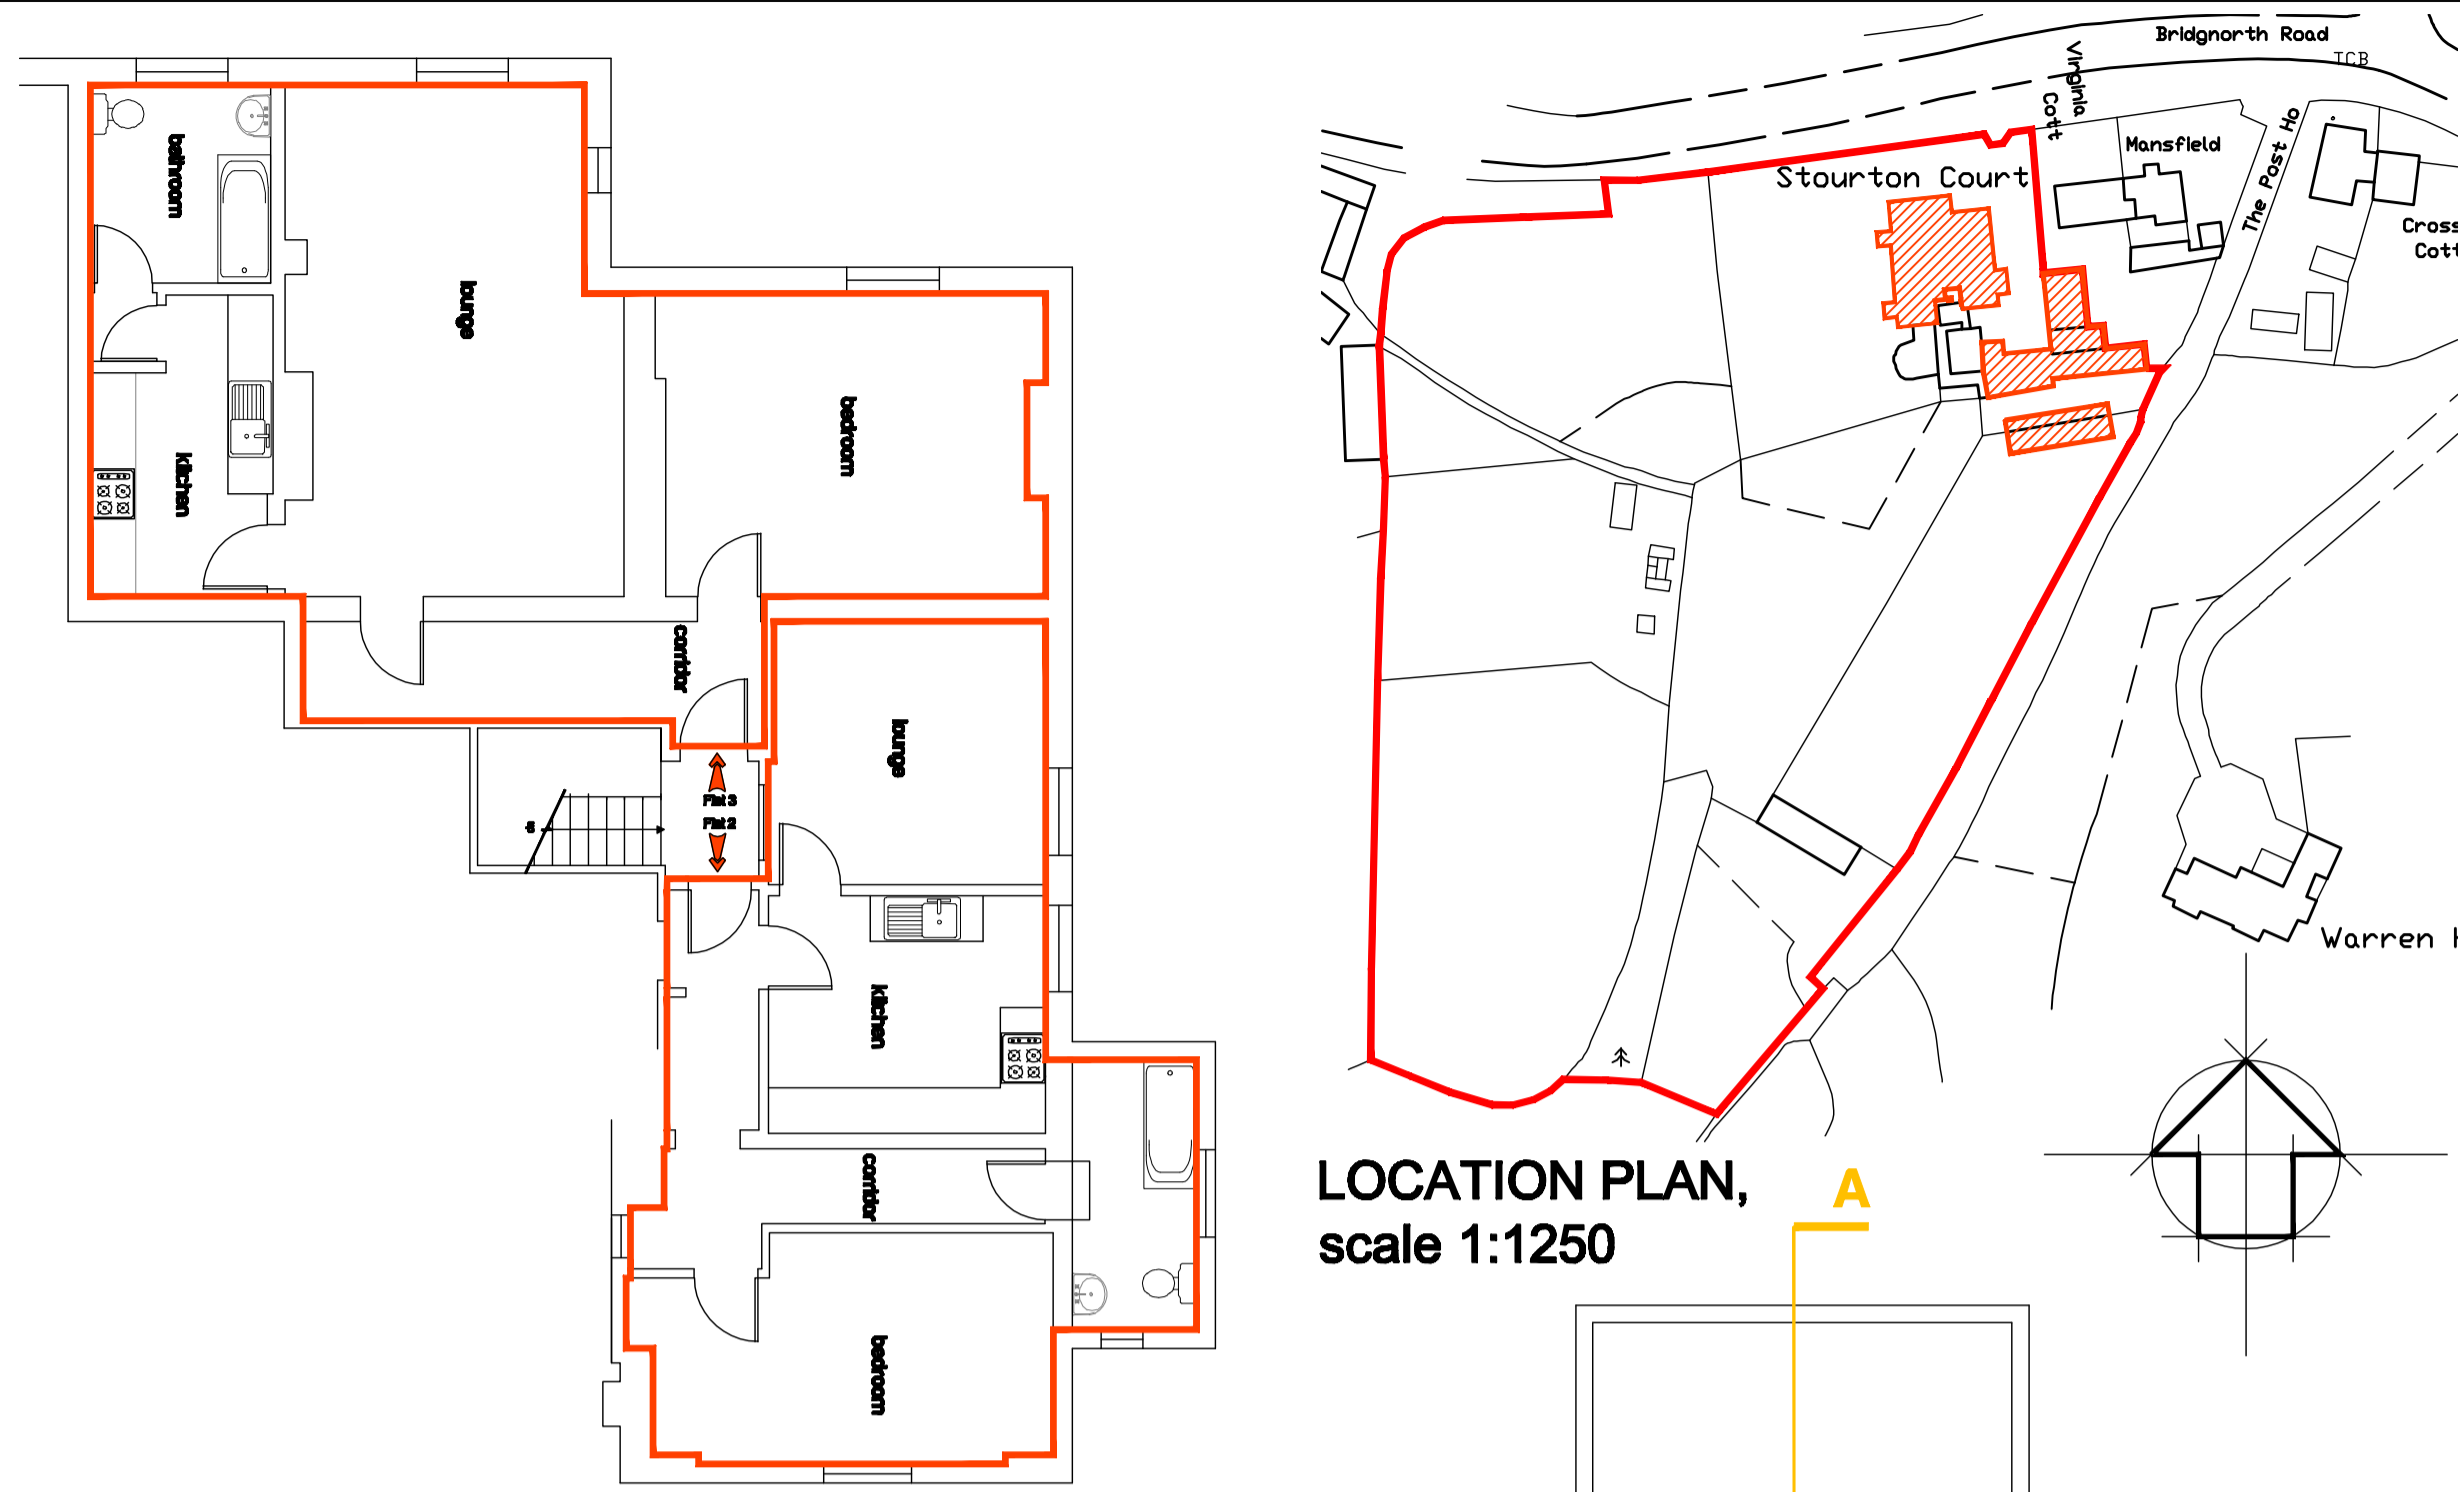 bathroom
lounge
kitchen
bedroom
corridor
lounge
Flat 3
Flat 2
kitchen
corridor
bedroom
Bridgnorth Road
TCB
Virginia
Cott
Mansfield
The Post Ho
Stourton Court
Cross
Cott
Warren H
LOCATION PLAN,
scale 1:1250
A